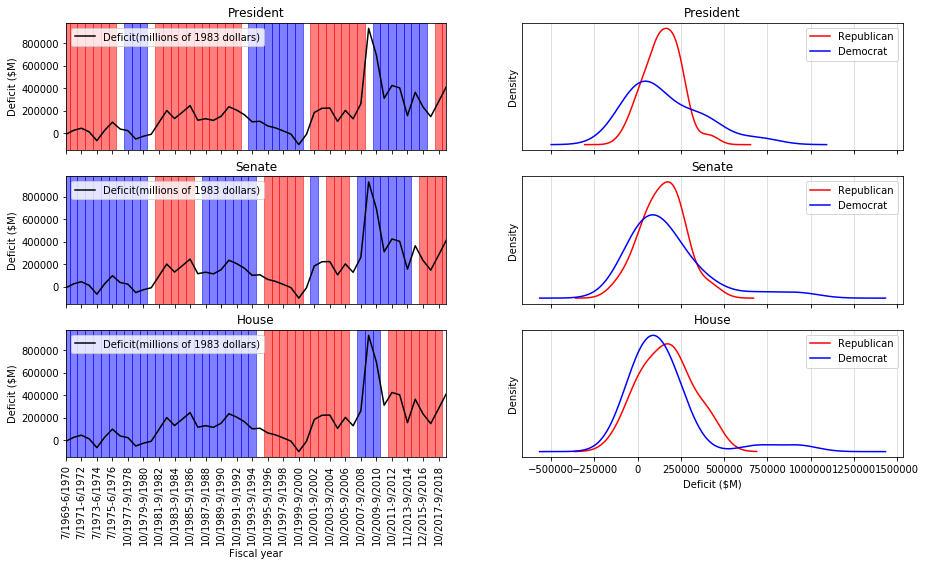 President
Deficit ($M)
800000
600000
400000
200000
0
Deficit(millions of 1983 dollars)
President
Density
Republican
Democrat
Senate
Deficit ($M)
800000
600000
400000
200000
0
Deficit(millions of 1983 dollars)
Senate
Density
Republican
Democrat
House
Deficit ($M)
800000
600000
400000
200000
0
Deficit(millions of 1983 dollars)
7/1969-6/1970
7/1971-6/1972
7/1973-6/1974
7/1975-6/1976
10/1977-9/1978
10/1979-9/1980
10/1981-9/1982
10/1983-9/1984
10/1985-9/1986
10/1987-9/1988
10/1989-9/1990
10/1991-9/1992
10/1993-9/1994
10/1995-9/1996
10/1997-9/1998
10/1999-9/2000
10/2001-9/2002
10/2003-9/2004
10/2005-9/2006
10/2007-9/2008
10/2009-9/2010
10/2011-9/2012
11/2013-9/2014
12/2015-9/2016
10/2017-9/2018
Fiscal year
House
Density
Republican
Democrat
−500000 −250000 0 250000 500000 750000 1000000 1250000 1500000
Deficit ($M)